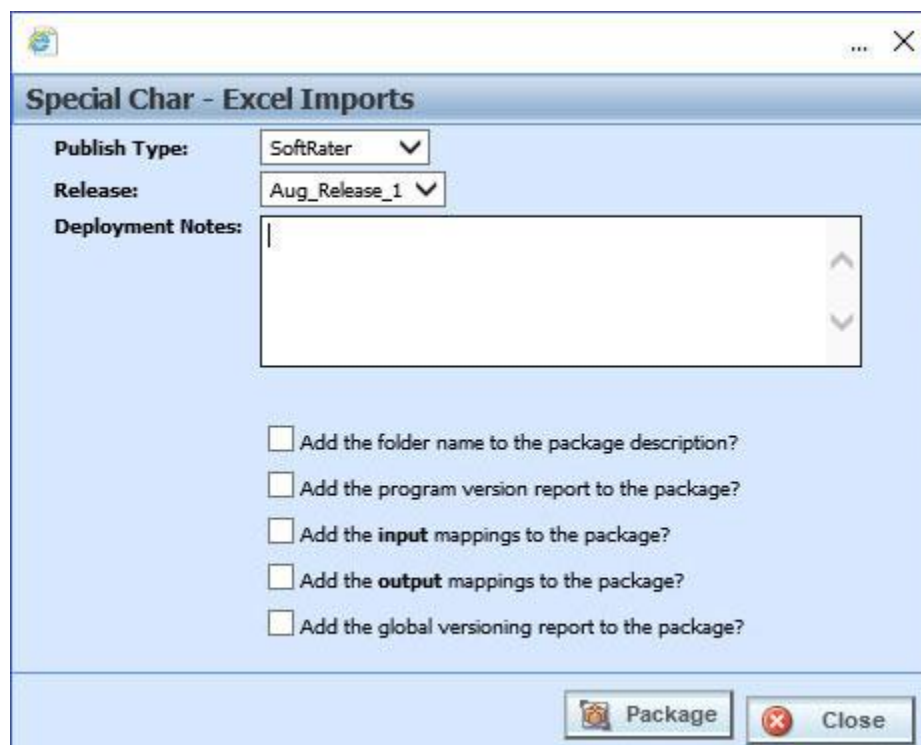 ...
Special Char - Excel Imports
Publish Type: SoftRater
Release: Aug_Release_1
Deployment Notes:
Add the folder name to the package description?
Add the program version report to the package?
Add the input mappings to the package?
Add the output mappings to the package?
Add the global versioning report to the package?
Package Close